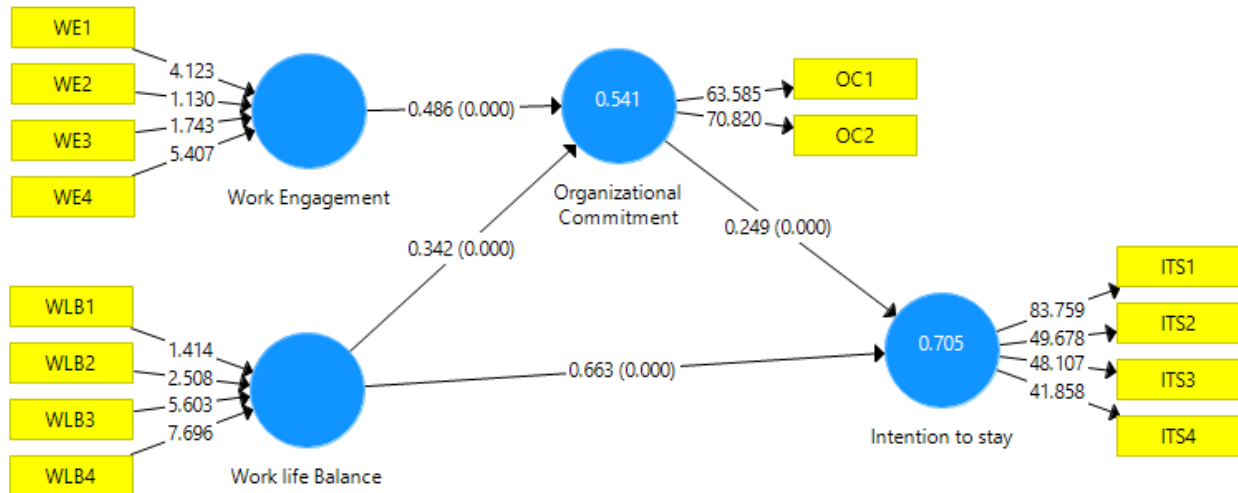 WE1
WE2
WE3
WE4
4.123
1.130
1.743
5.407
Work Engagement
0.486 (0.000)
0.541
Organizational
Commitment
63.585
70.820
OC1
OC2
0.342 (0.000)
0.249 (0.000)
WLB1
WLB2
WLB3
WLB4
1.414
2.508
5.603
7.696
Work life Balance
0.663 (0.000)
0.705
Intention to stay
83.759
49.678
48.107
41.858
ITS1
ITS2
ITS3
ITS4